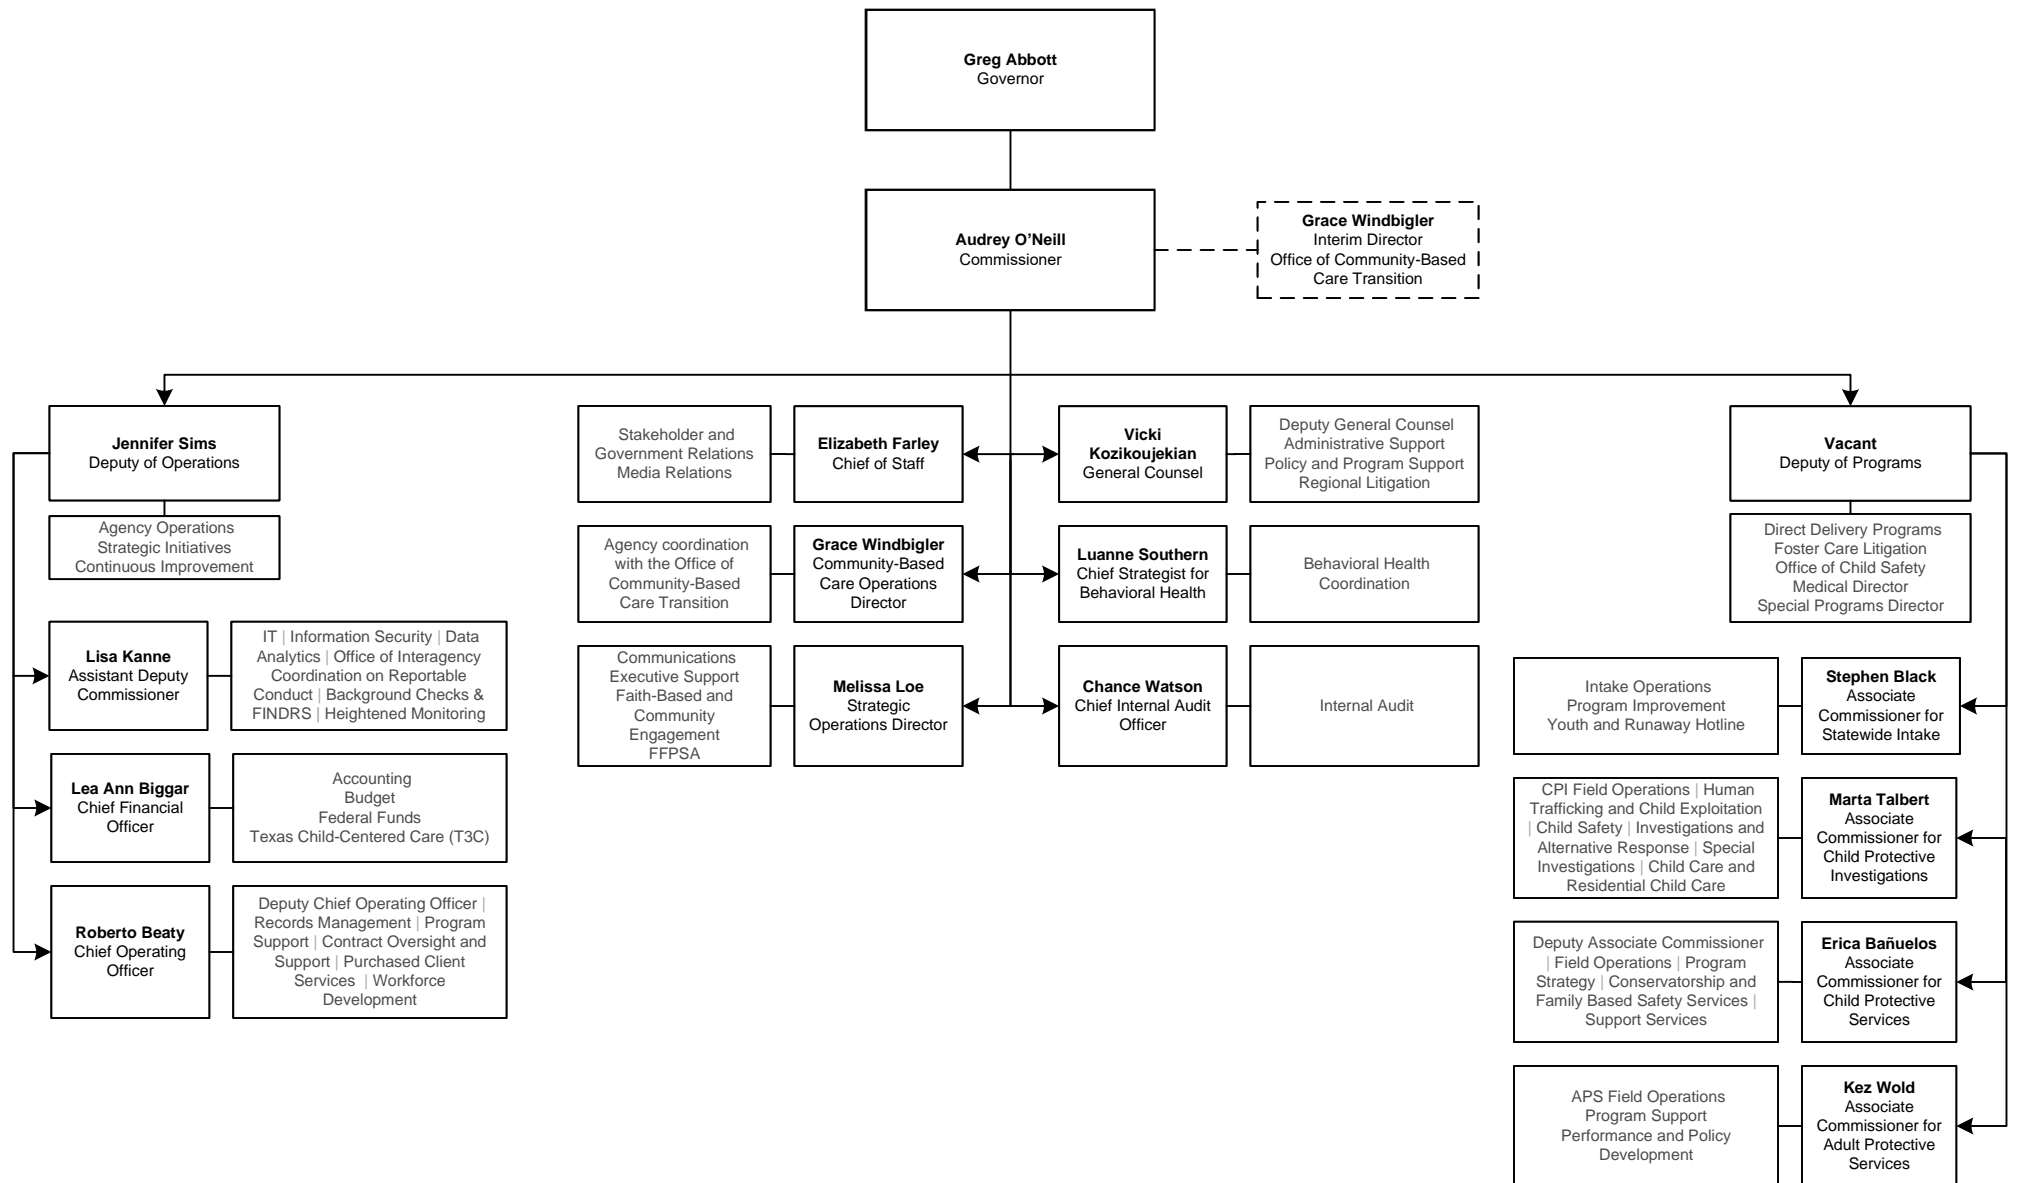 Greg Abbott
Governor
Audrey O’Neill
Commissioner
Grace Windbigler
Interim Director
Office of Community-Based
Care Transition
Jennifer Sims
Deputy of Operations
Agency Operations
Strategic Initiatives
Continuous Improvement
Lisa Kanne
Assistant Deputy
Commissioner
IT | Information Security | Data
Analytics | Office of Interagency
Coordination on Reportable
Conduct | Background Checks &
FINDRS | Heightened Monitoring
Lea Ann Biggar
Chief Financial
Officer
Accounting
Budget
Federal Funds
Texas Child-Centered Care (T3C)
Roberto Beaty
Chief Operating
Officer
Deputy Chief Operating Officer |
Records Management | Program
Support | Contract Oversight and
Support | Purchased Client
Services | Workforce
Development
Stakeholder and
Government Relations
Media Relations
Elizabeth Farley
Chief of Staff
Vicki
Kozikoujekian
General Counsel
Deputy General Counsel
Administrative Support
Policy and Program Support
Regional Litigation
Agency coordination
with the Office of
Community-Based
Care Transition
Grace Windbigler
Community-Based
Care Operations
Director
Luanne Southern
Chief Strategist for
Behavioral Health
Behavioral Health
Coordination
Communications
Executive Support
Faith-Based and
Community
Engagement
FFPSA
Melissa Loe
Strategic
Operations Director
Chance Watson
Chief Internal Audit
Officer
Internal Audit
Vacant
Deputy of Programs
Direct Delivery Programs
Foster Care Litigation
Office of Child Safety
Medical Director
Special Programs Director
Intake Operations
Program Improvement
Youth and Runaway Hotline
Stephen Black
Associate
Commissioner for
Statewide Intake
CPI Field Operations | Human
Trafficking and Child Exploitation
| Child Safety | Investigations and
Alternative Response | Special
Investigations | Child Care and
Residential Child Care
Marta Talbert
Associate
Commissioner for
Child Protective
Investigations
Deputy Associate Commissioner
| Field Operations | Program
Strategy | Conservatorship and
Family Based Safety Services |
Support Services
Erica Bañuelos
Associate
Commissioner for
Child Protective
Services
APS Field Operations
Program Support
Performance and Policy
Development
Kez Wold
Associate
Commissioner for
Adult Protective
Services